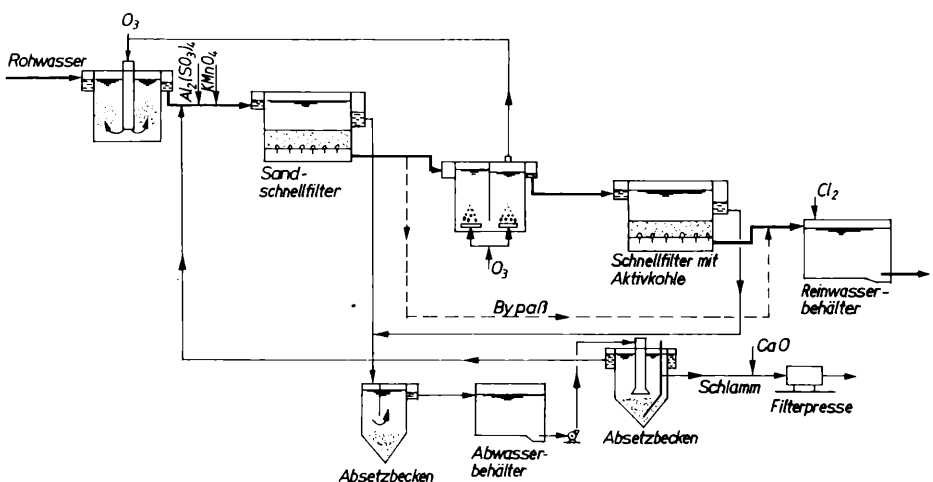 O3
Rohwasser
Al2(SO3)4
KMnO4
Sand-
schnellfilter
O3
Schnellfilter mit
Aktivkohle
Cl2
Reinwasser-
behälter
Bypaß
CaO
Schlamm
Filterpresse
Absetzbecken
Abwasser-
behälter
Absetzbecken